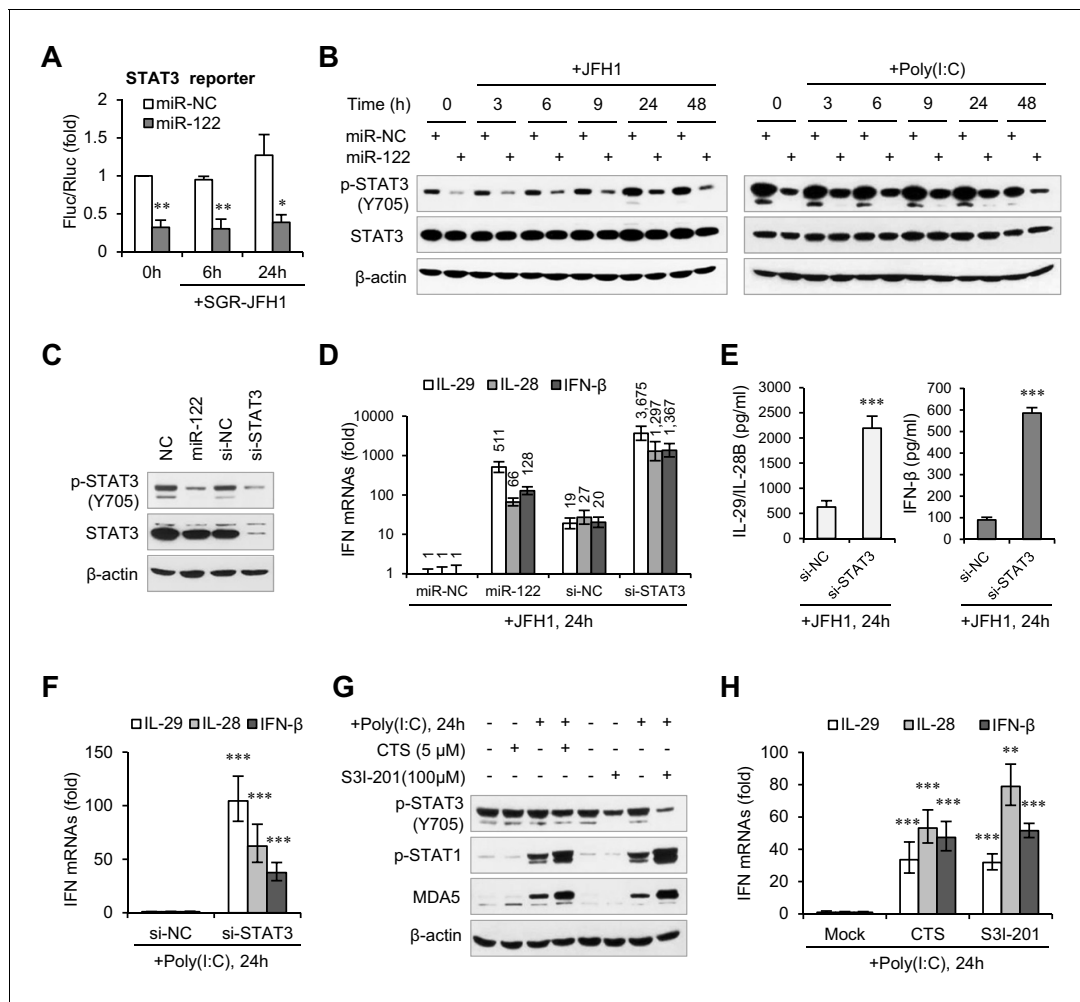 A
STAT3 reporter
miR-NC
miR-122
Fluc/Rluc (fold)
2
1.5
1
0.5
0
** ** *
0h 6h 24h
+SGR-JFH1
B
+JFH1 +Poly(I:C)
Time (h) 0 3 6 9 24 48 0 3 6 9 24 48
miR-NC + + + + + + + + + + + +
miR-122 + + + + + + + + + + + +
p-STAT3
(Y705)
STAT3
β-actin
C
NC miR-122 si-NC si-STAT3
p-STAT3
(Y705)
STAT3
β-actin
D
IL-29 IL-28 IFN-β
IFN mRNAs (fold)
10000
1000
100
10
1
1 1 1 511 66 128 19 27 20 3,675 1,297 1,367
miR-NC miR-122 si-NC si-STAT3
+JFH1, 24h
E
IL-29/IL-28B (pg/ml)
3000
2500
2000
1500
1000
500
0
***
si-NC si-STAT3
+JFH1, 24h
IFN-β (pg/ml)
700
600
500
400
300
200
100
0
***
si-NC si-STAT3
+JFH1, 24h
F
IL-29 IL-28 IFN-β
IFN mRNAs (fold)
150
100
50
0
*** *** ***
si-NC si-STAT3
+Poly(I:C), 24h
G
+Poly(I:C), 24h - - + + - - + +
CTS (5 μM) - + - + - - - -
S3I-201(100μM) - - - - - + - +
p-STAT3
(Y705)
p-STAT1
MDA5
β-actin
H
IL-29 IL-28 IFN-β
IFN mRNAs (fold)
100
80
60
40
20
0
*** *** *** *** ** ***
Mock CTS S3I-201
+Poly(I:C), 24h